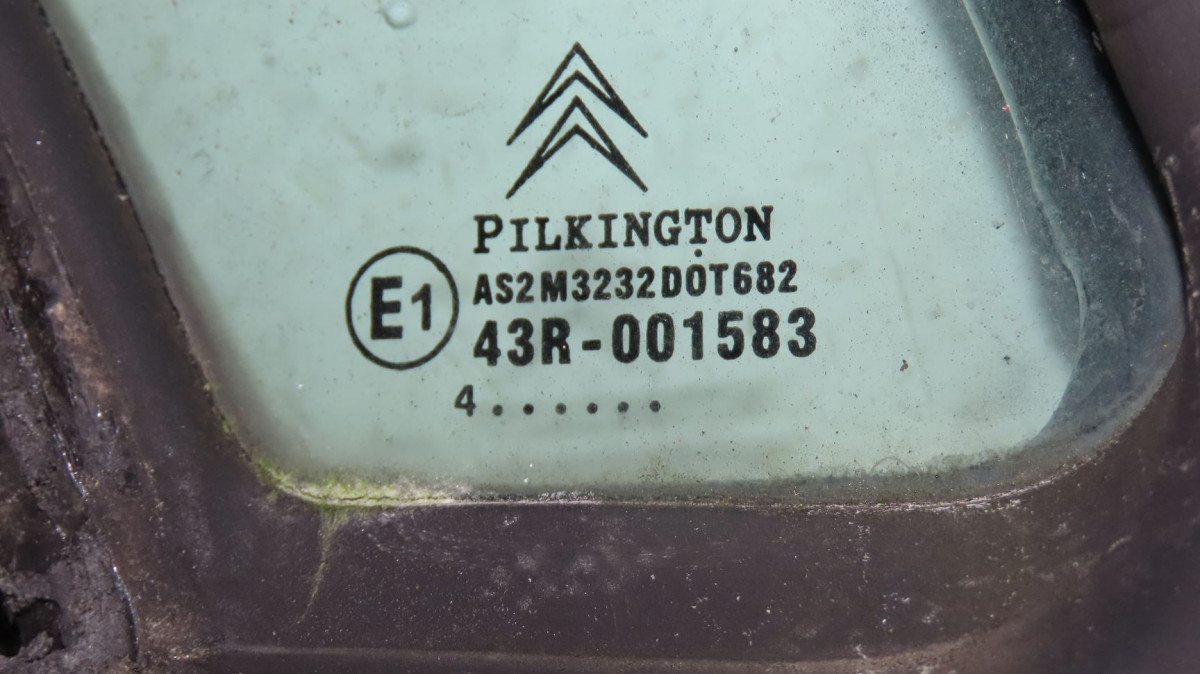 PILKINGTON
E1
AS2M3232DOT682
43R-001583
4.......